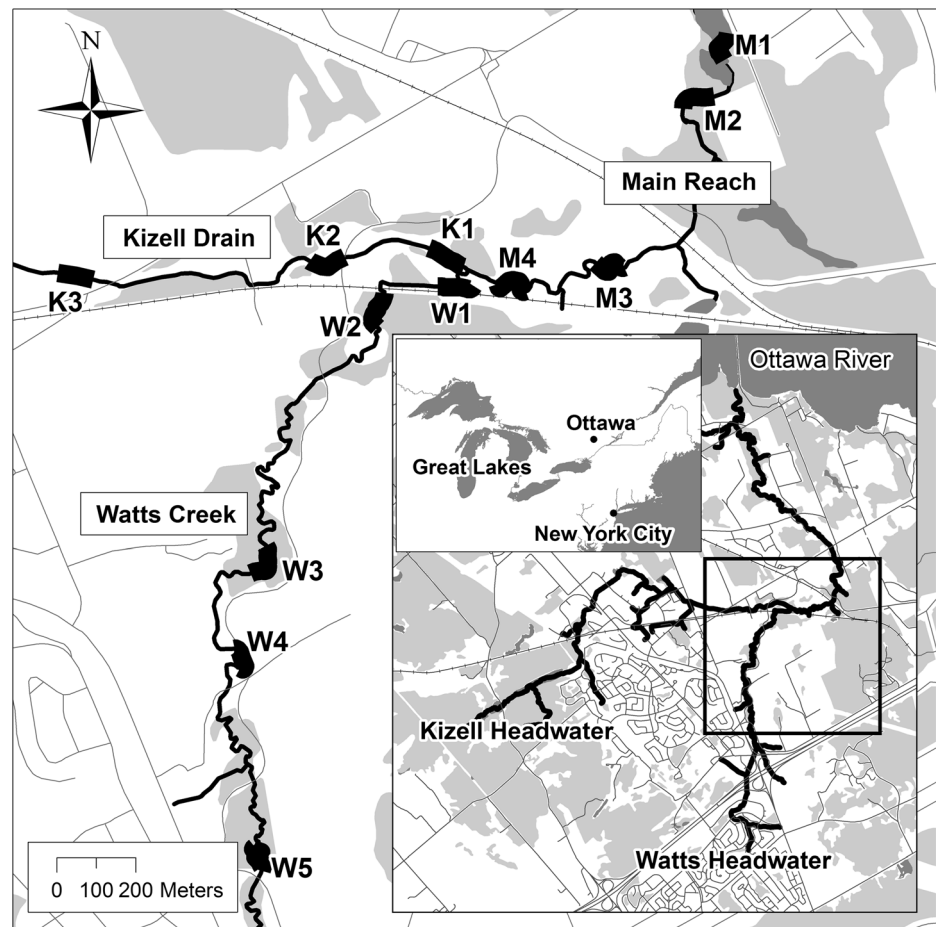 N
M1
M2
Main Reach
Kizell Drain
K2
K1
M4
K3
W1
M3
W2
Ottawa River
Ottawa
Great Lakes
New York City
Watts Creek
W3
W4
Kizell Headwater
Watts Headwater
W5
0 100 200 Meters